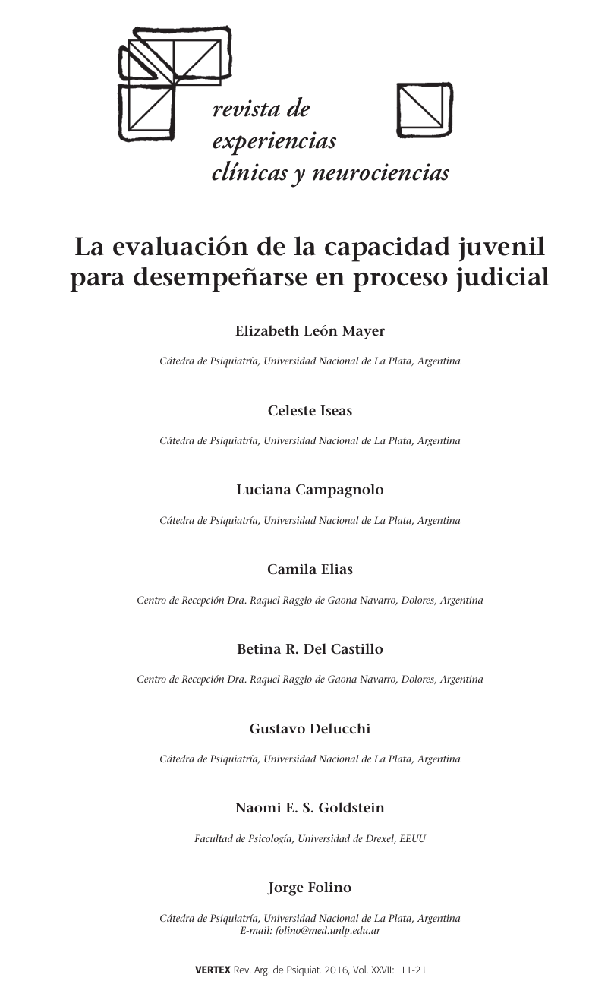 revista de
experiencias
clínicas y neurociencias
La evaluación de la capacidad juvenil
para desempeñarse en proceso judicial
Elizabeth León Mayer
Cátedra de Psiquiatría, Universidad Nacional de La Plata, Argentina
Celeste Iseas
Cátedra de Psiquiatría, Universidad Nacional de La Plata, Argentina
Luciana Campagnolo
Cátedra de Psiquiatría, Universidad Nacional de La Plata, Argentina
Camila Elias
Centro de Recepción Dra. Raquel Raggio de Gaona Navarro, Dolores, Argentina
Betina R. Del Castillo
Centro de Recepción Dra. Raquel Raggio de Gaona Navarro, Dolores, Argentina
Gustavo Delucchi
Cátedra de Psiquiatría, Universidad Nacional de La Plata, Argentina
Naomi E. S. Goldstein
Facultad de Psicología, Universidad de Drexel, EEUU
Jorge Folino
Cátedra de Psiquiatría, Universidad Nacional de La Plata, Argentina
E-mail: folino@med.unlp.edu.ar
VERTEX Rev. Arg. de Psiquiat. 2016, Vol. XXVII: 11-21